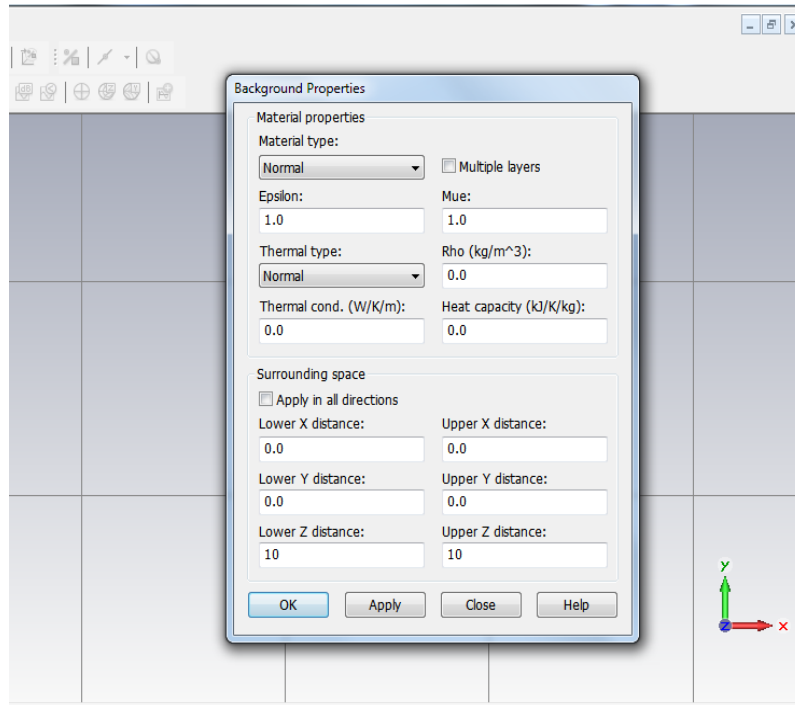 Background Properties
Material properties
Material type:
Normal
Multiple layers
Epsilon:
Mue:
1.0
1.0
Thermal type:
Rho (kg/m^3):
Normal
0.0
Thermal cond. (W/K/m):
Heat capacity (kJ/K/kg):
0.0
0.0
Surrounding space
Apply in all directions
Lower X distance:
Upper X distance:
0.0
0.0
Lower Y distance:
Upper Y distance:
0.0
0.0
Lower Z distance:
Upper Z distance:
10
10
OK
Apply
Close
Help
y
z
x